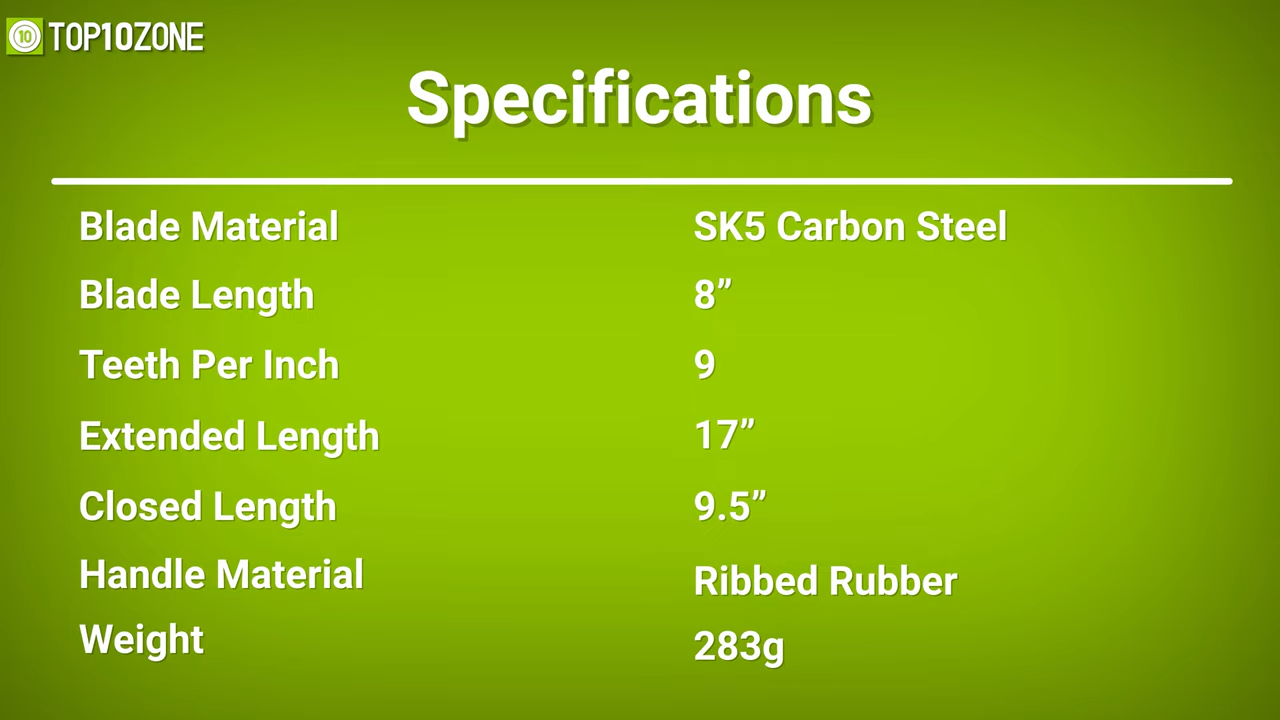 10 TOP10ZONE
Specifications
Blade Material SK5 Carbon Steel
Blade Length 8”
Teeth Per Inch 9
Extended Length 17”
Closed Length 9.5”
Handle Material Ribbed Rubber
Weight 283g